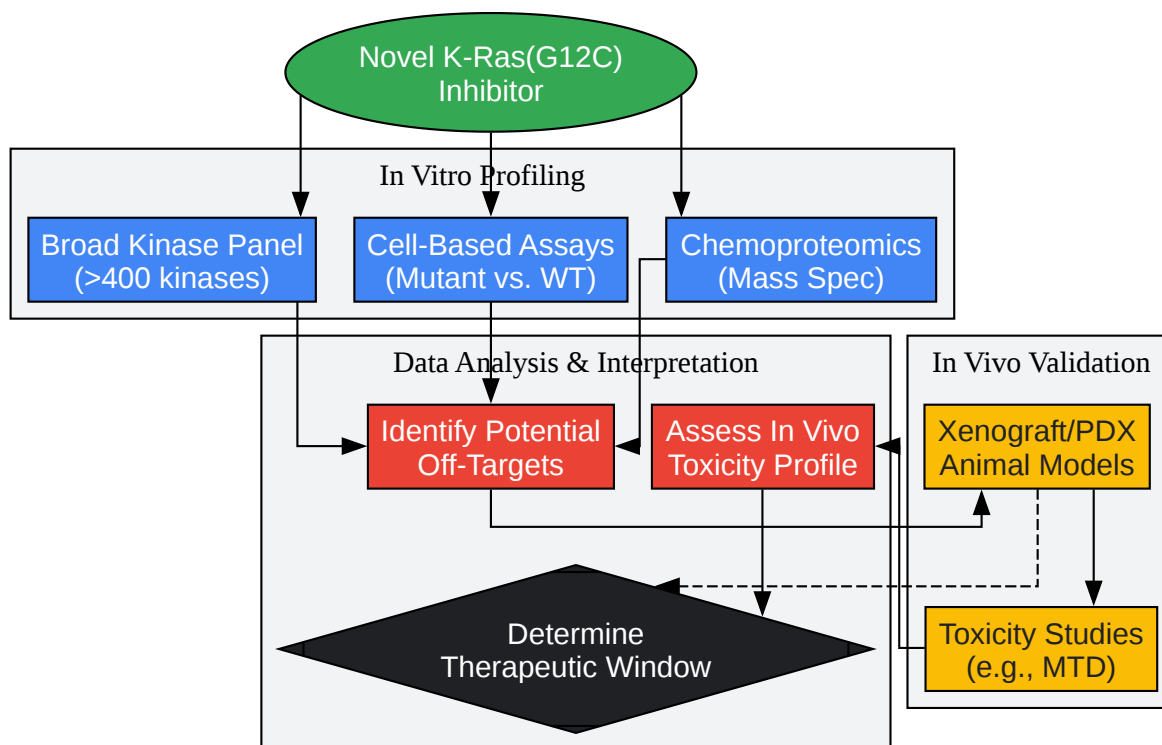 Novel K-Ras(G12C)
Inhibitor
In Vitro Profiling
Broad Kinase Panel
(>400 kinases)
Cell-Based Assays
(Mutant vs. WT)
Chemoproteomics
(Mass Spec)
Data Analysis & Interpretation
In Vivo Validation
Identify Potential
Off-Targets
Assess In Vivo
Toxicity Profile
Xenograft/PDX
Animal Models
Determine
Therapeutic Window
Toxicity Studies
(e.g., MTD)